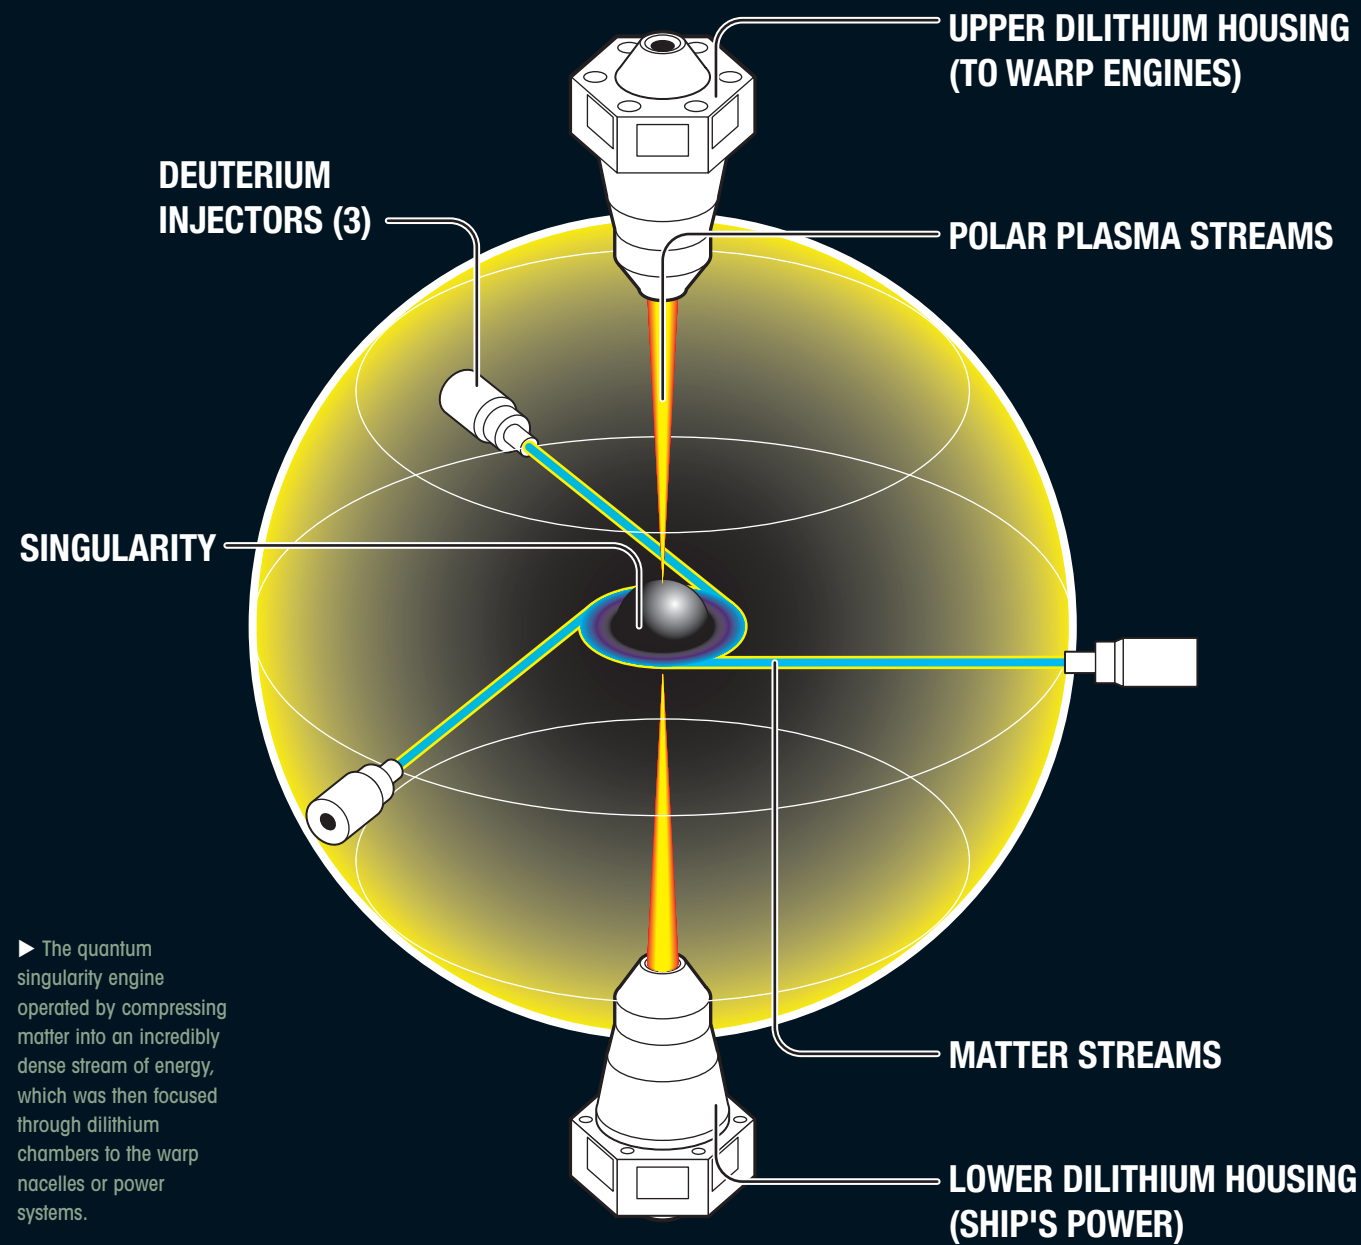 UPPER DILITHIUM HOUSING
(TO WARP ENGINES)
DEUTERIUM
INJECTORS (3)
POLAR PLASMA STREAMS
SINGULARITY
▶ The quantum
singularity engine
operated by compressing
matter into an incredibly
dense stream of energy,
which was then focused
through dilithium
chambers to the warp
nacelles or power
systems.
MATTER STREAMS
LOWER DILITHIUM HOUSING
(SHIP'S POWER)